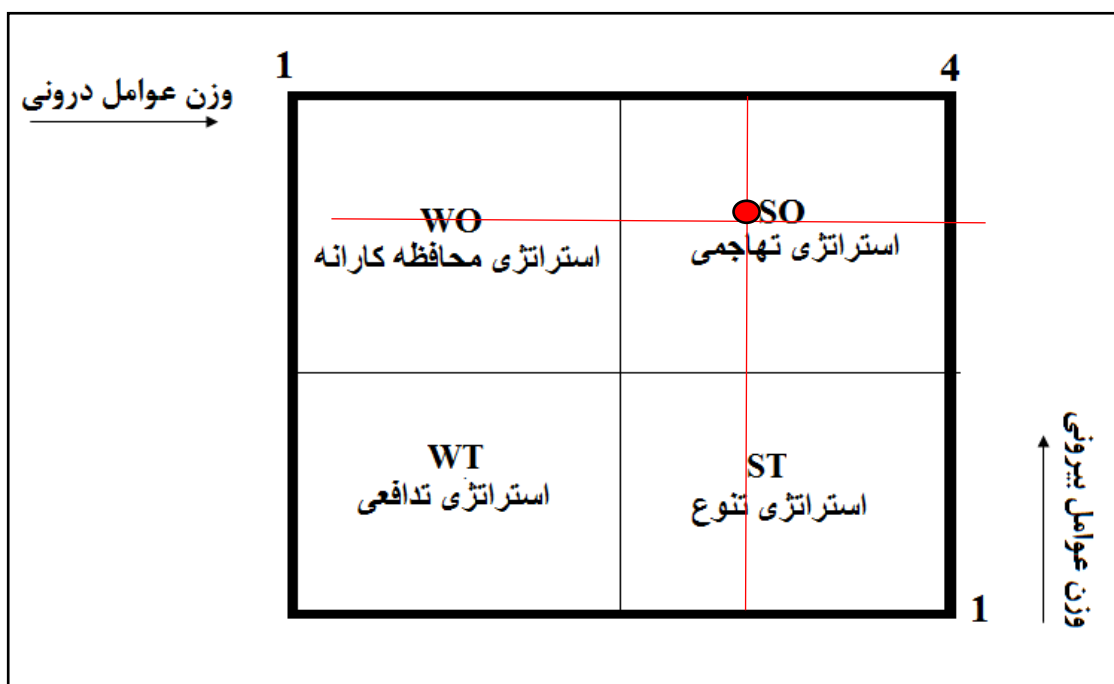 1
4
وزن عوامل درونی
WO
استراتژی محافظه کارانه
SO
استراتژی تهاجمی
WT
استراتژی تدافعی
ST
استراتژی تنوع
وزن عوامل بیرونی
1